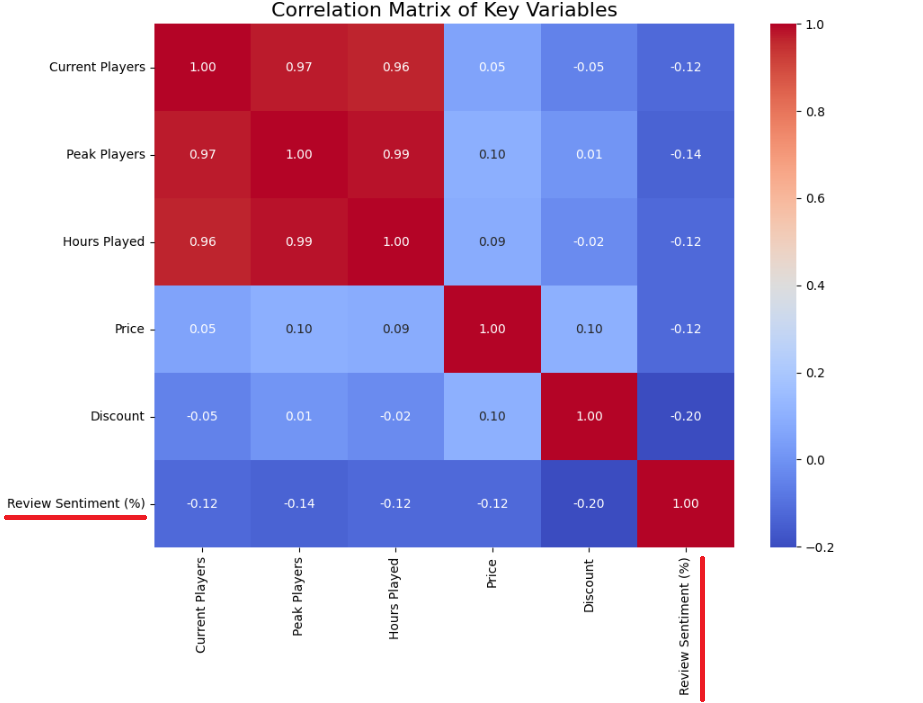 Correlation Matrix of Key Variables
Current Players 1.00 0.97 0.96 0.05 -0.05 -0.12
Peak Players 0.97 1.00 0.99 0.10 0.01 -0.14
Hours Played 0.96 0.99 1.00 0.09 -0.02 -0.12
Price 0.05 0.10 0.09 1.00 0.10 -0.12
Discount -0.05 0.01 -0.02 0.10 1.00 -0.20
Review Sentiment (%) -0.12 -0.14 -0.12 -0.12 -0.20 1.00
Current Players
Peak Players
Hours Played
Price
Discount
Review Sentiment (%)
1.0
0.8
0.6
0.4
0.2
0.0
−0.2